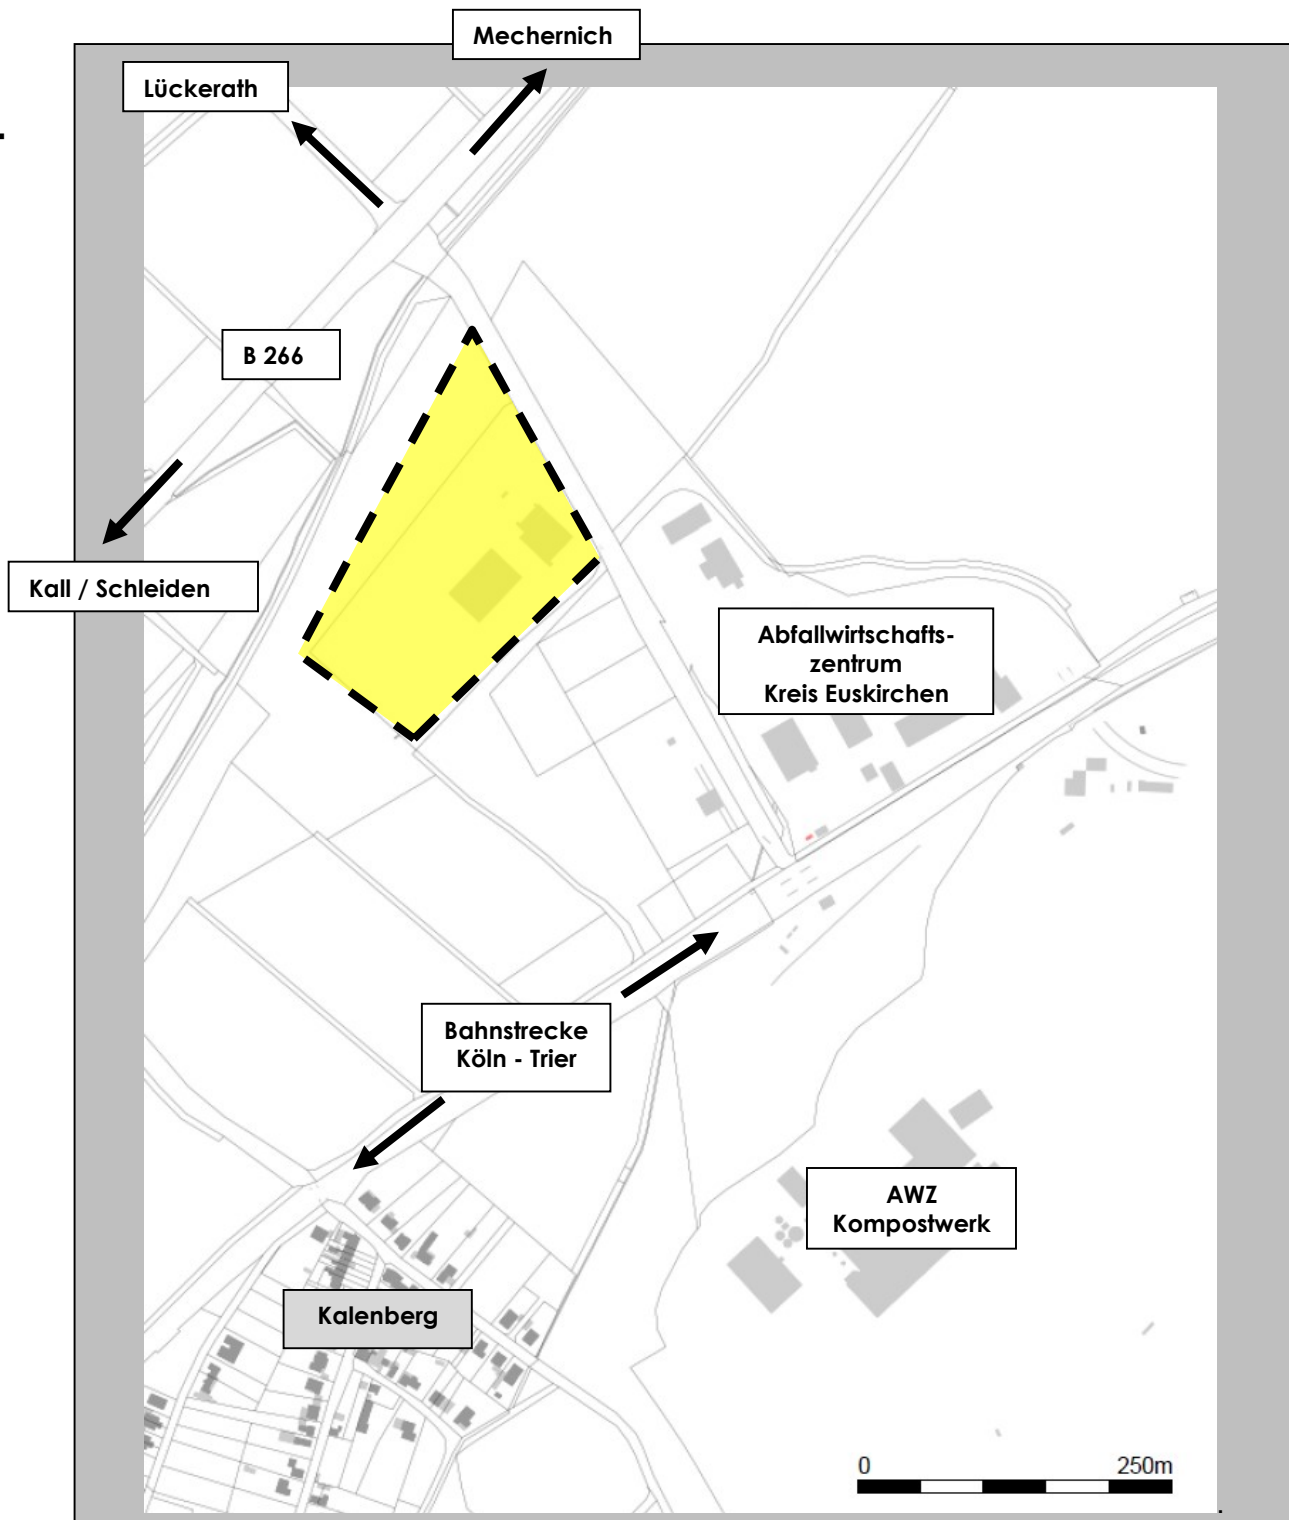 Mechernich
Lückerath
B 266
Kall / Schleiden
Abfallwirtschafts-
zentrum
Kreis Euskirchen
Bahnstrecke
Köln - Trier
AWZ
Kompostwerk
Kalenberg
0 250m